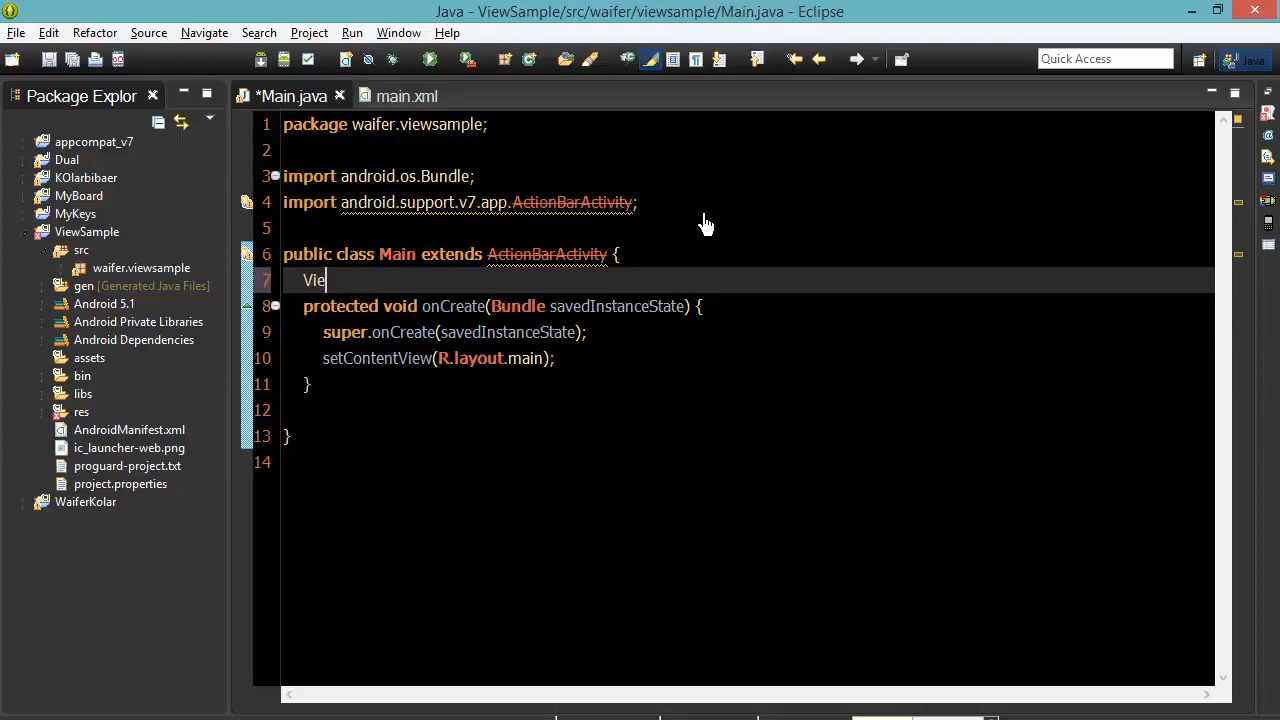 Java - ViewSample/src/waifer/viewsample/Main.java - Eclipse
File Edit Refactor Source Navigate Search Project Run Window Help
Quick Access
Java
Package Explor
*Main.java
main.xml
appcompat_v7
Dual
KOlarbibaer
MyBoard
MyKeys
ViewSample
src
waifer.viewsample
gen [Generated Java Files]
Android 5.1
Android Private Libraries
Android Dependencies
assets
bin
libs
res
AndroidManifest.xml
ic_launcher-web.png
proguard-project.txt
project.properties
WaiferKolar
1 package waifer.viewsample;
2
3 import android.os.Bundle;
4 import android.support.v7.app.ActionBarActivity;
5
6 public class Main extends ActionBarActivity {
7 Vie
8 protected void onCreate(Bundle savedInstanceState) {
9 super.onCreate(savedInstanceState);
10 setContentView(R.layout.main);
11 }
12
13 }
14